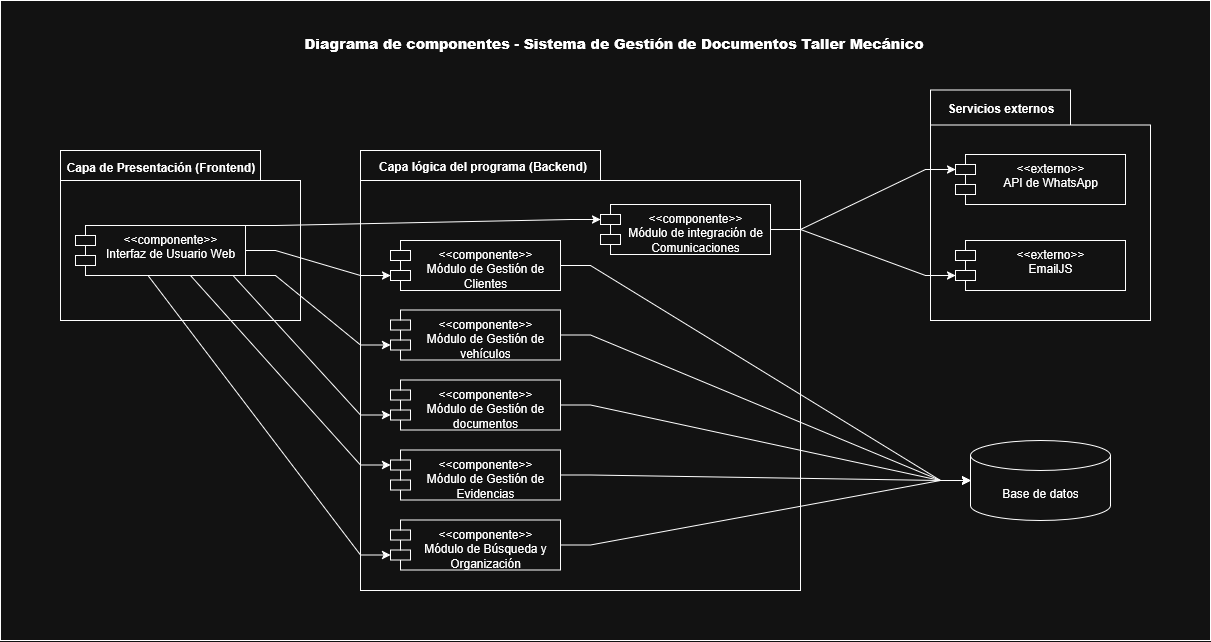 Diagrama de componentes - Sistema de Gestión de Documentos Taller Mecánico
Servicios externos
Capa de Presentación (Frontend)
Capa lógica del programa (Backend)
<<externo>>
API de WhatsApp
<<componente>>
Interfaz de Usuario Web
<<componente>>
Módulo de integración de
Comunicaciones
<<externo>>
EmailJS
<<componente>>
Módulo de Gestión de
Clientes
<<componente>>
Módulo de Gestión de
vehículos
<<componente>>
Módulo de Gestión de
documentos
<<componente>>
Módulo de Gestión de
Evidencias
Base de datos
<<componente>>
Módulo de Búsqueda y
Organización